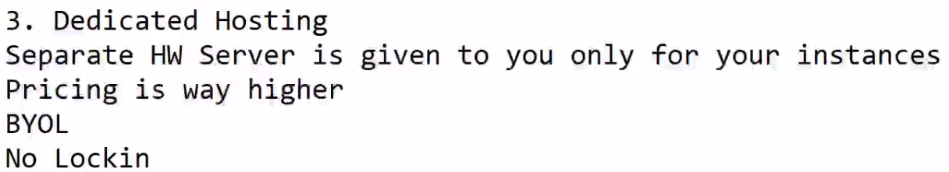 3. Dedicated Hosting
Separate HW Server is given to you only for your instances
Pricing is way higher
BYOL
No Lockin